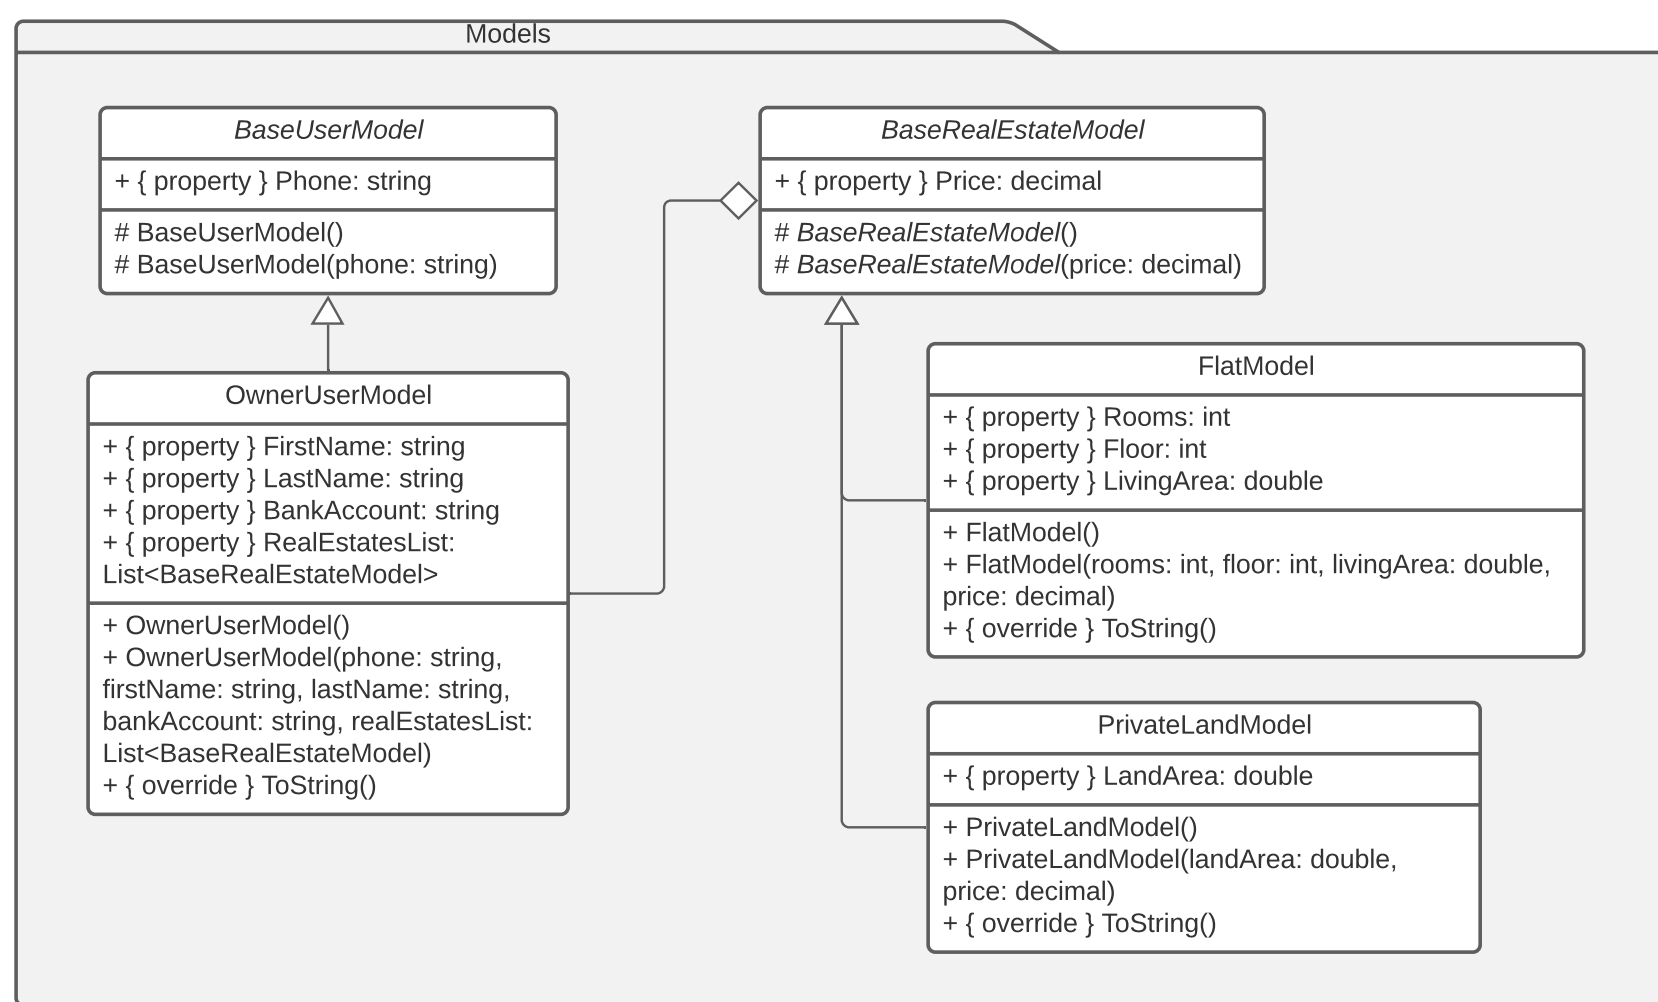 Models
BaseUserModel
+ { property } Phone: string
# BaseUserModel()
# BaseUserModel(phone: string)
BaseRealEstateModel
+ { property } Price: decimal
# BaseRealEstateModel()
# BaseRealEstateModel(price: decimal)
OwnerUserModel
+ { property } FirstName: string
+ { property } LastName: string
+ { property } BankAccount: string
+ { property } RealEstatesList:
List<BaseRealEstateModel>
+ OwnerUserModel()
+ OwnerUserModel(phone: string,
firstName: string, lastName: string,
bankAccount: string, realEstatesList:
List<BaseRealEstateModel)
+ { override } ToString()
FlatModel
+ { property } Rooms: int
+ { property } Floor: int
+ { property } LivingArea: double
+ FlatModel()
+ FlatModel(rooms: int, floor: int, livingArea: double,
price: decimal)
+ { override } ToString()
PrivateLandModel
+ { property } LandArea: double
+ PrivateLandModel()
+ PrivateLandModel(landArea: double,
price: decimal)
+ { override } ToString()